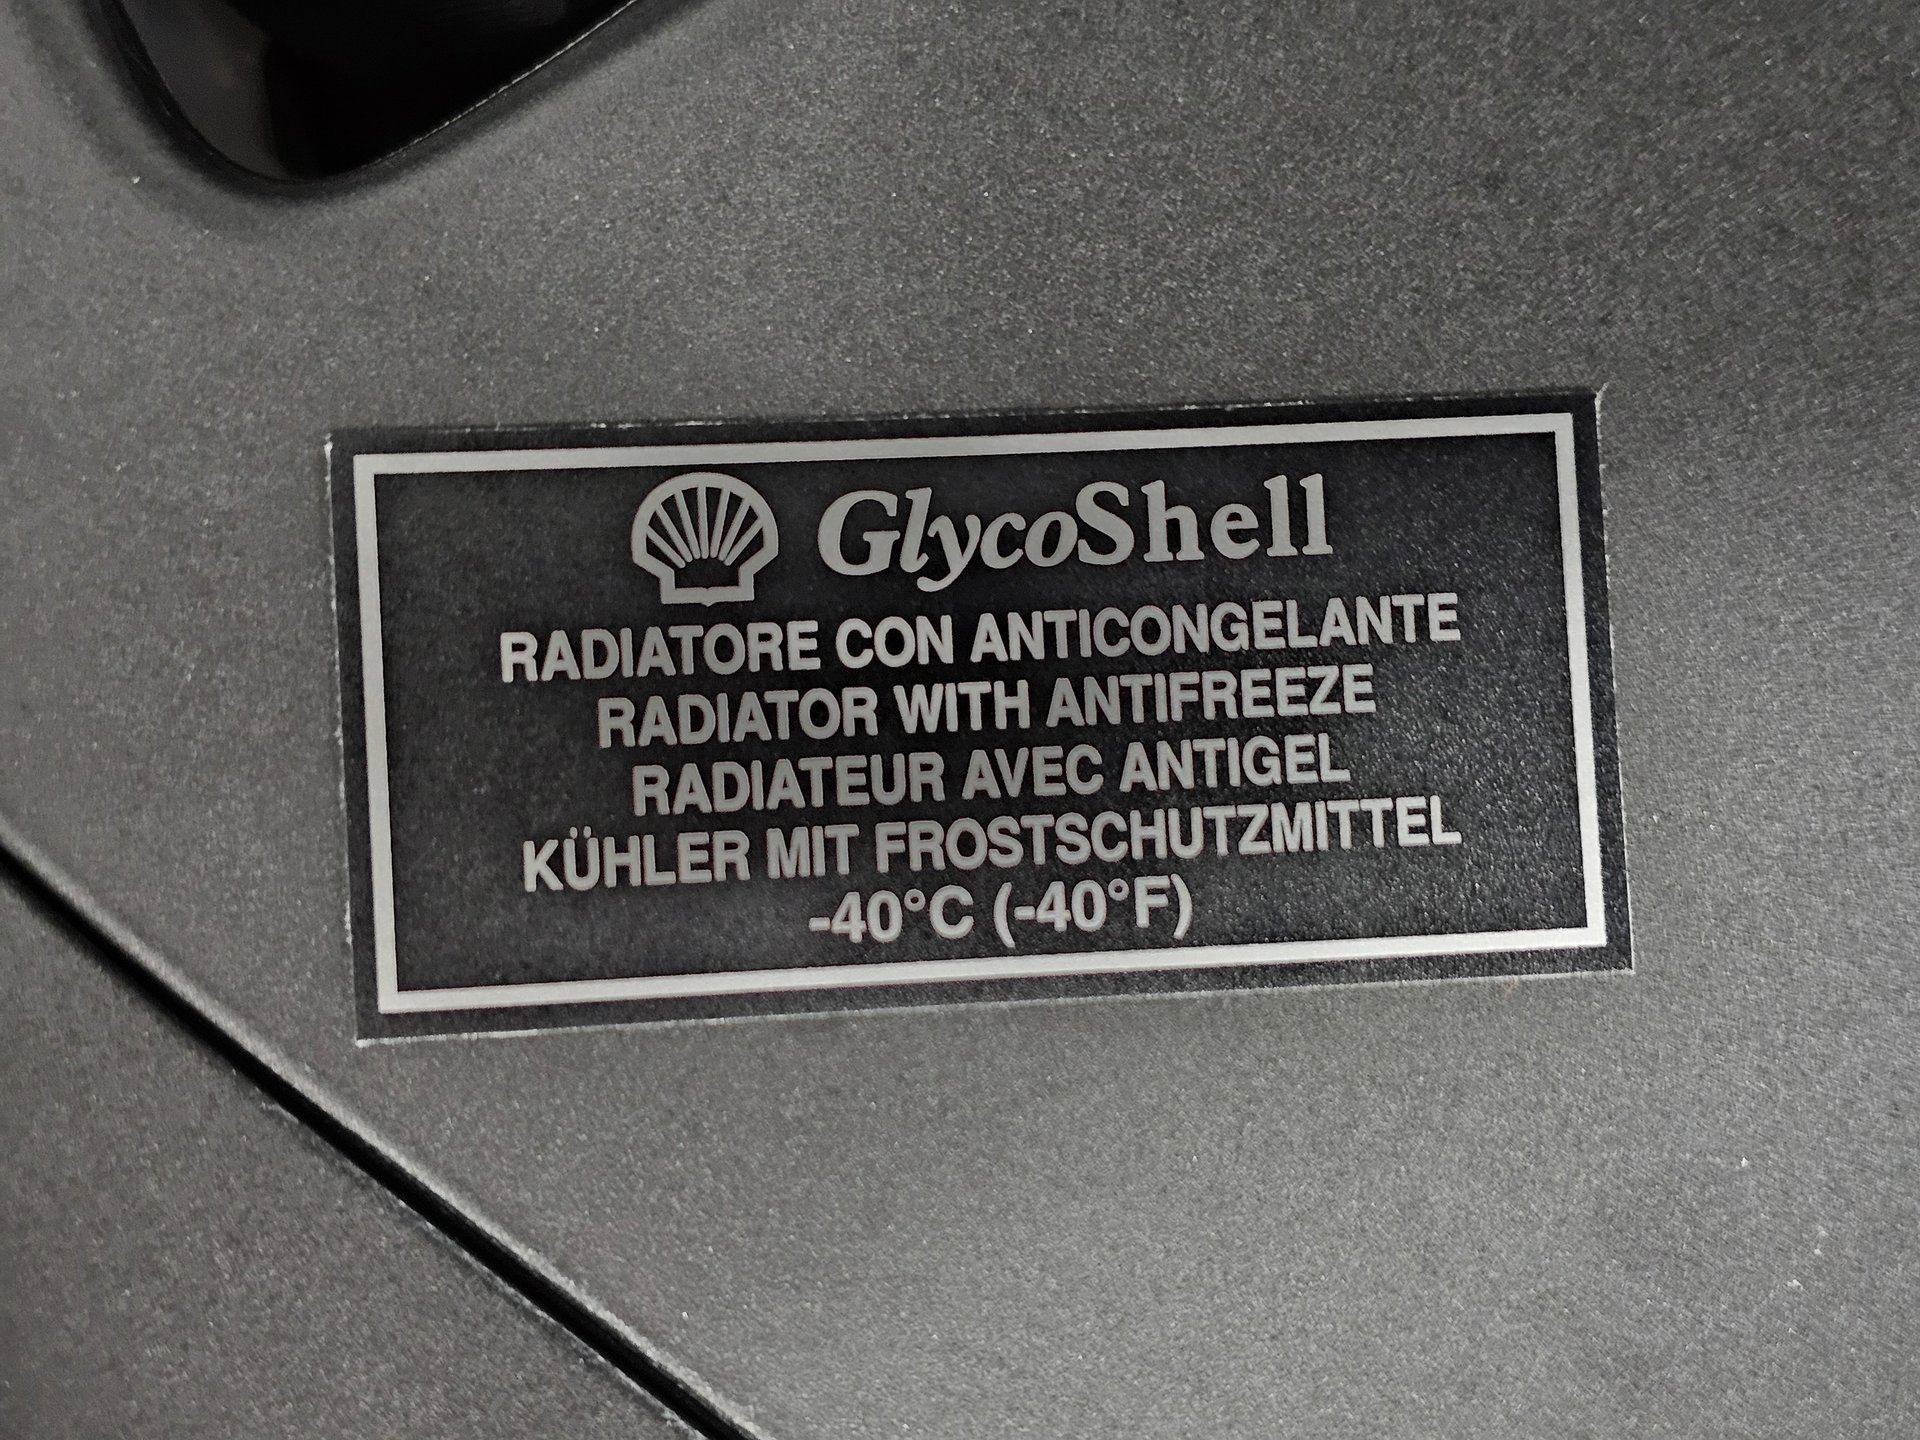 GlycoShell
RADIATORE CON ANTICONGELANTE
RADIATOR WITH ANTIFREEZE
RADIATEUR AVEC ANTIGEL
KÜHLER MIT FROSTSCHUTZMITTEL
-40°C (-40°F)